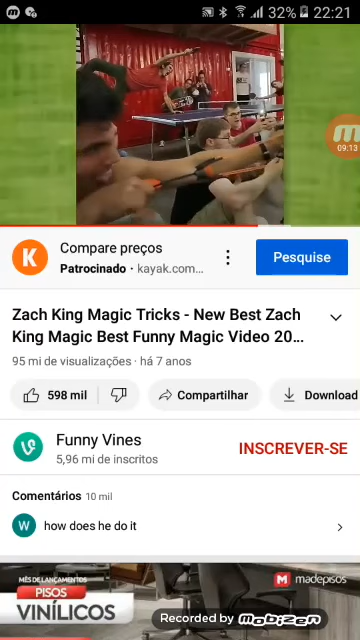 32% 22:21
09:13
K
Compare preços
Patrocinado · kayak.com...
Pesquise
Zach King Magic Tricks - New Best Zach
King Magic Best Funny Magic Video 20...
95 mi de visualizações · há 7 anos
598 mil
Compartilhar
Download
Funny Vines
5,96 mi de inscritos
INSCREVER-SE
Comentários 10 mil
W
how does he do it
MÊS DE LANÇAMENTOS
PISOS
VINÍLICOS
madepisos
Recorded by MOBIZEN